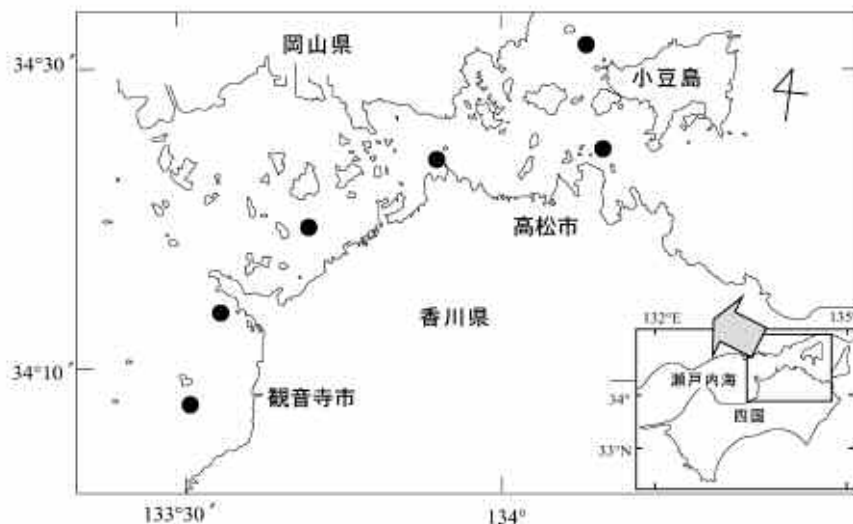 岡山県
34°30′
小豆島
高松市
香川県
132°E
135°
瀬戸内海
34°
四国
33°N
34°10′
観音寺市
133°30′
134°